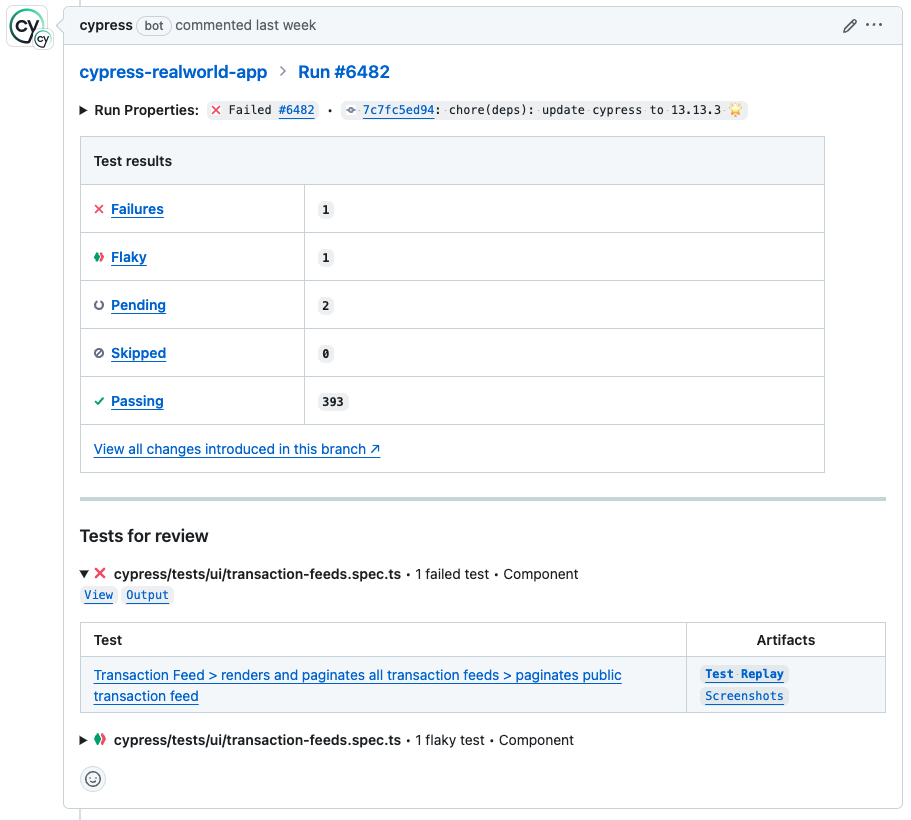 cy
cy
cypress bot commented last week
cypress-realworld-app > Run #6482
Run Properties: Failed #6482 • 7c7fc5ed94: chore(deps): update cypress to 13.13.3 🌟
Test results
Failures 1
Flaky 1
Pending 2
Skipped 0
Passing 393
View all changes introduced in this branch ↗
Tests for review
cypress/tests/ui/transaction-feeds.spec.ts • 1 failed test • Component
View Output
Test Artifacts
Transaction Feed > renders and paginates all transaction feeds > paginates public
transaction feed
Test Replay
Screenshots
cypress/tests/ui/transaction-feeds.spec.ts • 1 flaky test • Component